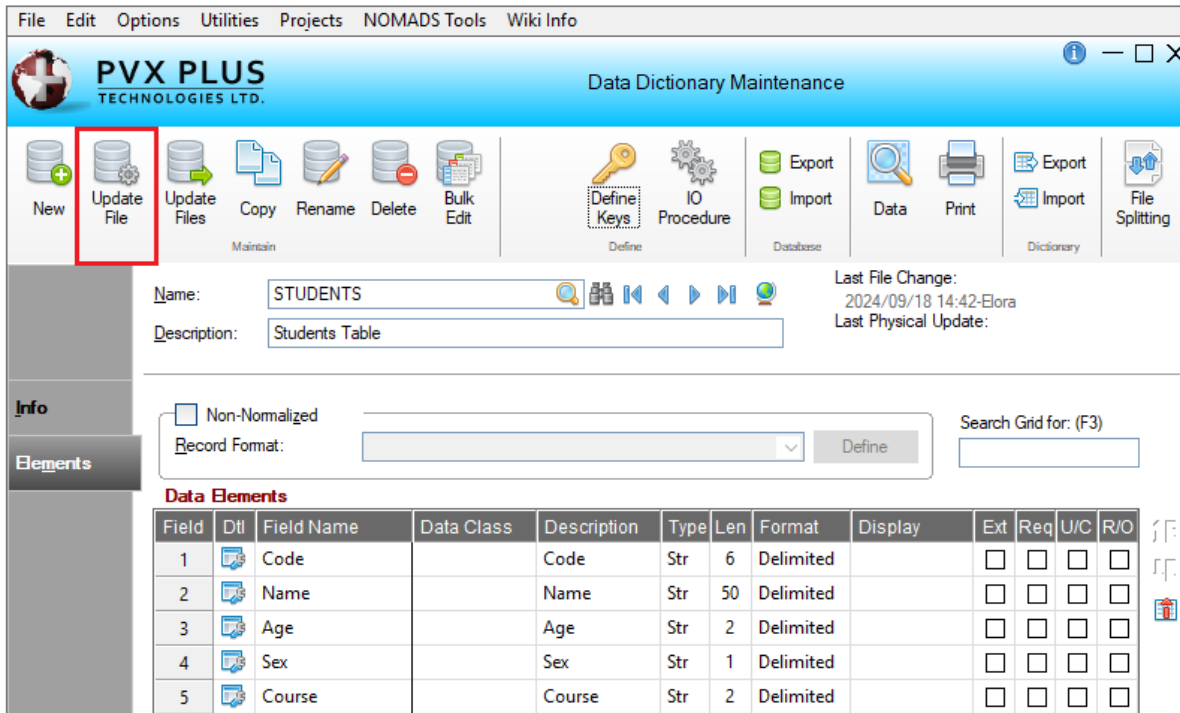 File Edit Options Utilities Projects NOMADS Tools Wiki Info
PVX PLUS
TECHNOLOGIES LTD.
Data Dictionary Maintenance
New
Update
File
Update
Files
Copy
Rename
Delete
Bulk
Edit
Maintain
Define
Keys
IO
Procedure
Define
Export
Import
Database
Data
Print
Export
Import
Dictionary
File
Splitting
Name: STUDENTS
Description: Students Table
Last File Change:
2024/09/18 14:42-Elora
Last Physical Update:
Info
Elements
Non-Normalized
Record Format: Define
Search Grid for: (F3)
Data Elements
Field Dtl Field Name Data Class Description Type Len Format Display Ext Req U/C R/O
1 Code Code Str 6 Delimited
2 Name Name Str 50 Delimited
3 Age Age Str 2 Delimited
4 Sex Sex Str 1 Delimited
5 Course Course Str 2 Delimited